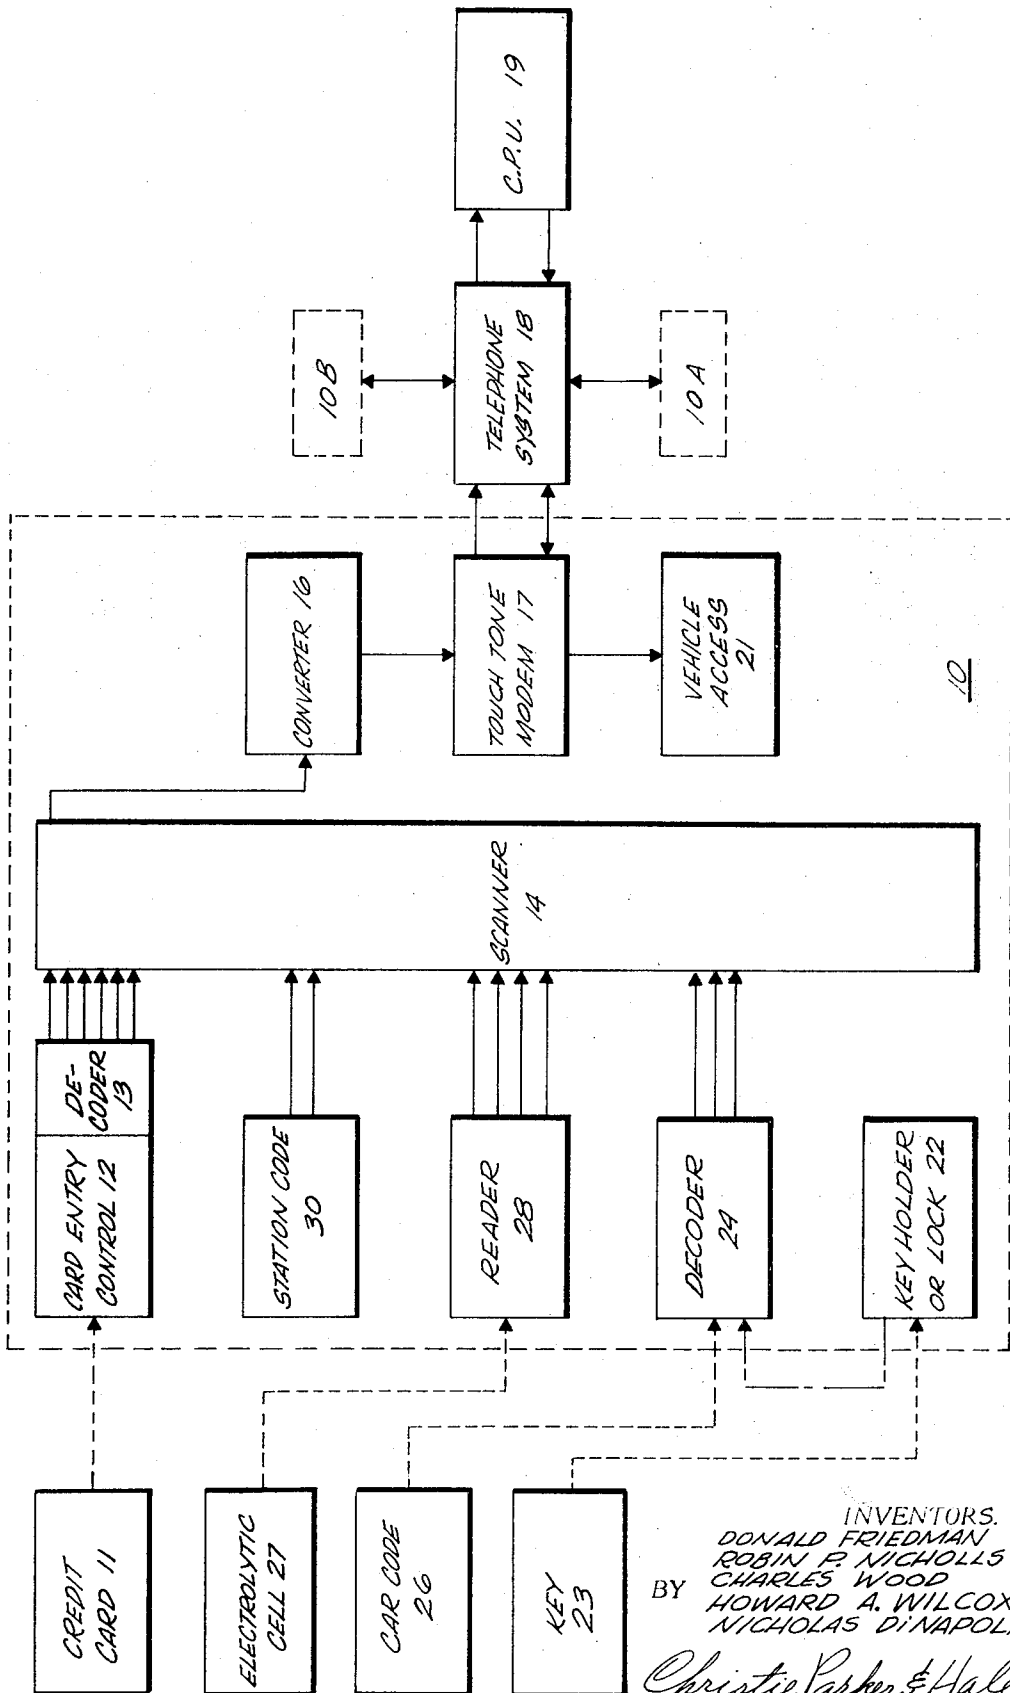 CREDIT
CARD 11
CARD ENTRY
CONTROL 12
DE-
CODER
13
ELECTROLYTIC
CELL 27
STATION CODE
30
CAR CODE
26
READER
28
KEY
23
DECODER
24
KEY HOLDER
OR LOCK 22
SCANNER
14
CONVERTER 16
TOUCH TONE
MODEM 17
VEHICLE
ACCESS
21
10
10B
TELEPHONE
SYSTEM 18
10A
C.P.U. 19
INVENTORS.
DONALD FRIEDMAN
ROBIN P. NICHOLLS
CHARLES WOOD
BY
HOWARD A. WILCOX
NICHOLAS DiNAPOL
Christie Parker & Hale